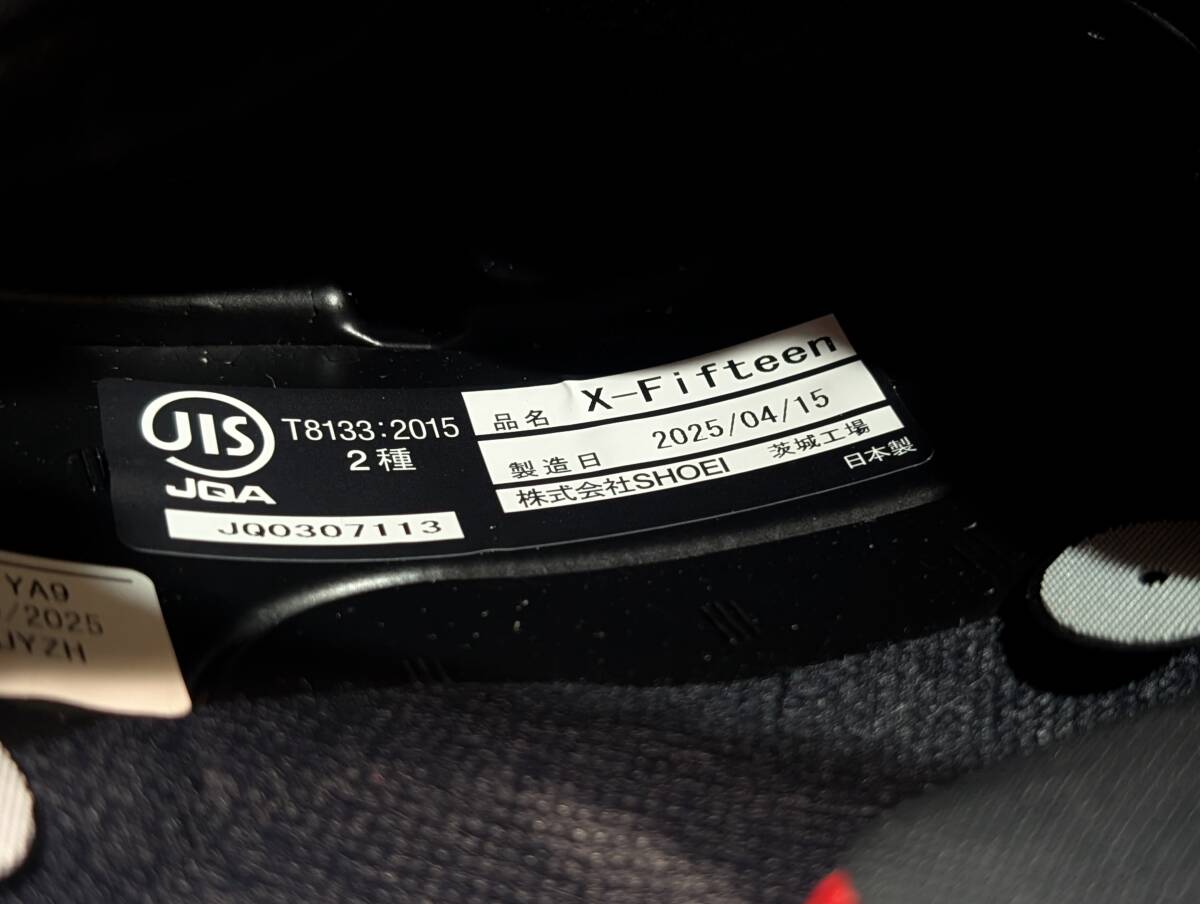 JIS
JQA
T8133:2015
2種
JQ0307113
品名 X-Fifteen
製造日 2025/04/15
株式会社SHOEI 茨城工場
日本製
YA9
/2025
JYZH